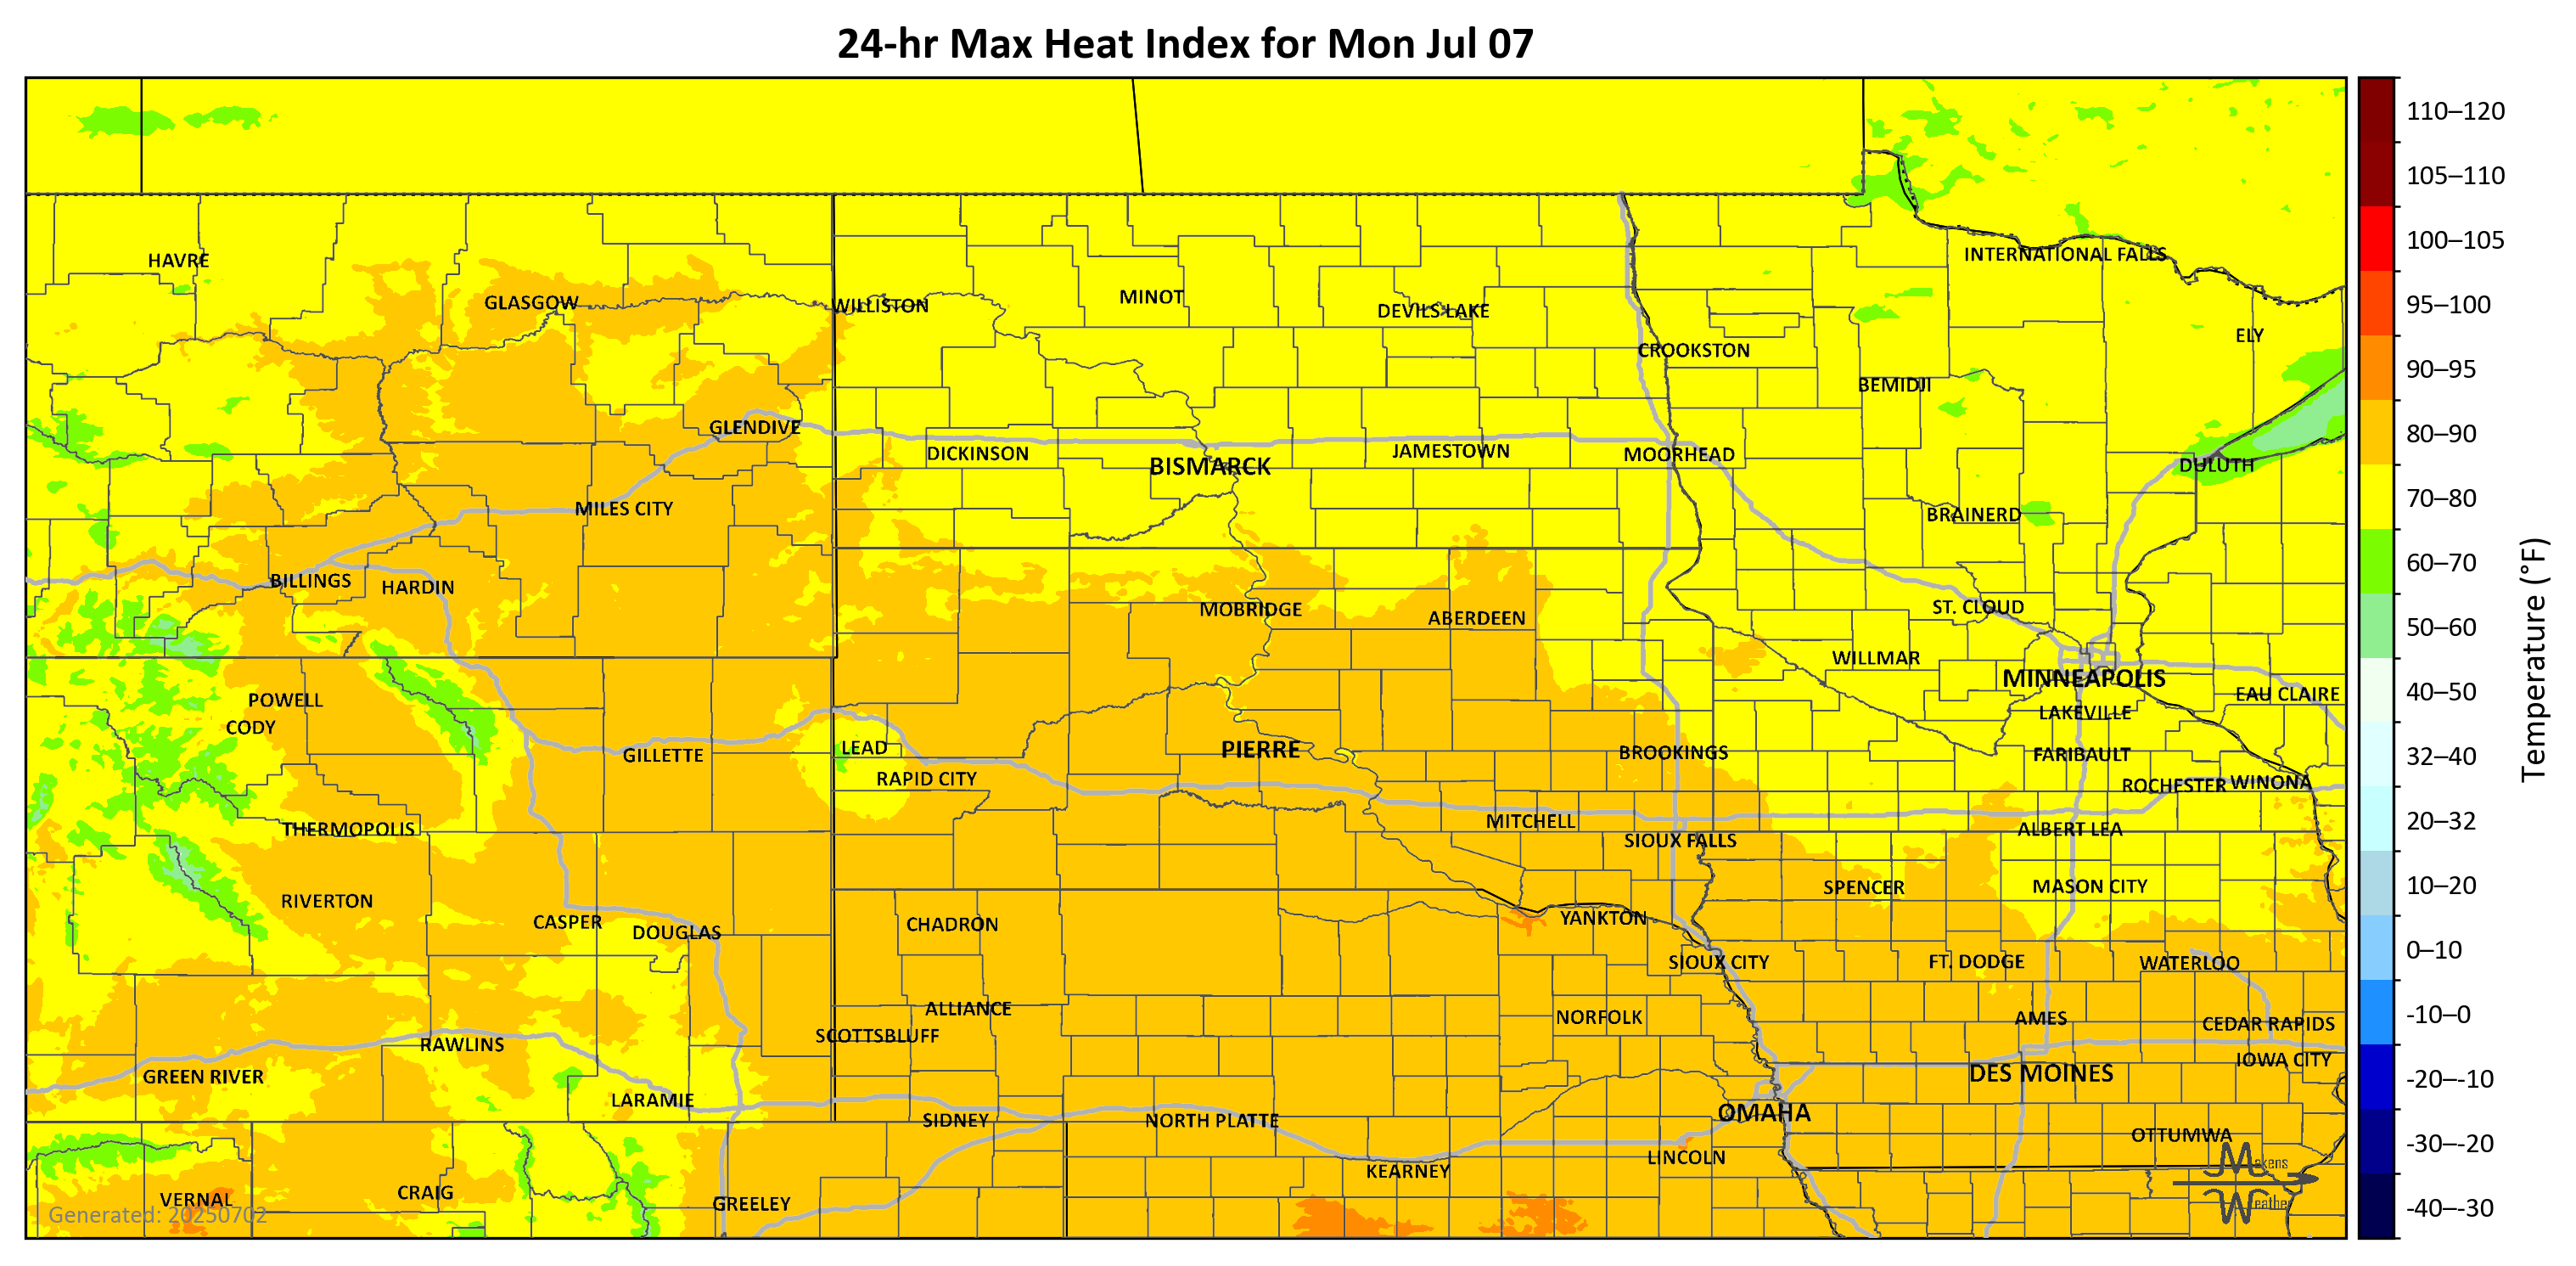 24-hr Max Heat Index for Mon Jul 07
HAVRE
GLASGOW
WILLISTON
MINOT
DEVILS LAKE
INTERNATIONAL FALLS
ELY
CROOKSTON
BEMIDJI
GLENDIVE
DICKINSON
BISMARCK
JAMESTOWN
MOORHEAD
DULUTH
MILES CITY
BRAINERD
BILLINGS
HARDIN
MOBRIDGE
ABERDEEN
ST. CLOUD
WILLMAR
MINNEAPOLIS
EAU CLAIRE
POWELL
CODY
LAKEVILLE
GILLETTE
LEAD
PIERRE
BROOKINGS
FARIBAULT
RAPID CITY
ROCHESTER
WINONA
THERMOPOLIS
MITCHELL
SIOUX FALLS
ALBERT LEA
RIVERTON
SPENCER
MASON CITY
CASPER
DOUGLAS
CHADRON
YANKTON
SIOUX CITY
FT. DODGE
WATERLOO
ALLIANCE
NORFOLK
AMES
CEDAR RAPIDS
SCOTTSBLUFF
RAWLINS
IOWA CITY
GREEN RIVER
DES MOINES
LARAMIE
SIDNEY
NORTH PLATTE
OMAHA
OTTUMWA
KEARNEY
LINCOLN
VERNAL
CRAIG
GREELEY
Generated: 20250702
Makens
Weather
110–120
105–110
100–105
95–100
90–95
80–90
70–80
60–70
50–60
40–50
32–40
20–32
10–20
0–10
-10–0
-20–-10
-30–-20
-40–-30
Temperature (°F)